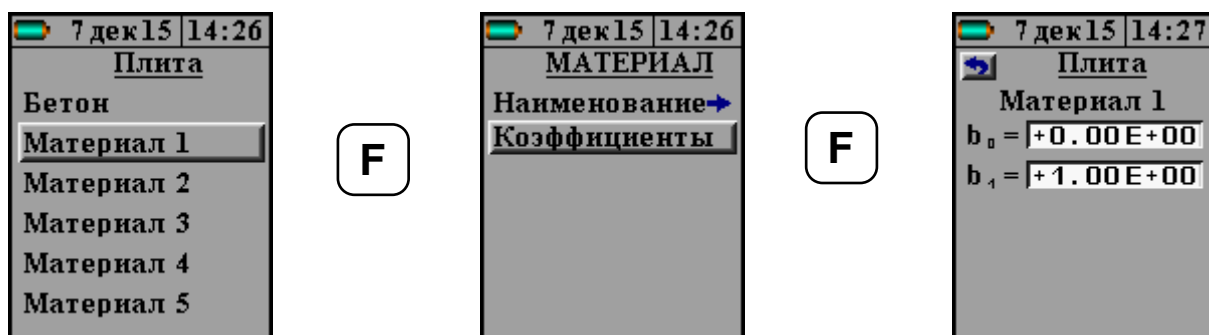 7 дек15 14:26
Плита
Бетон
Материал 1
Материал 2
Материал 3
Материал 4
Материал 5
F
7 дек15 14:26
МАТЕРИАЛ
Наименование
Коэффициенты
F
7 дек15 14:27
Плита
Материал 1
b₀ = +0.00E+00
b₁ = +1.00E+00